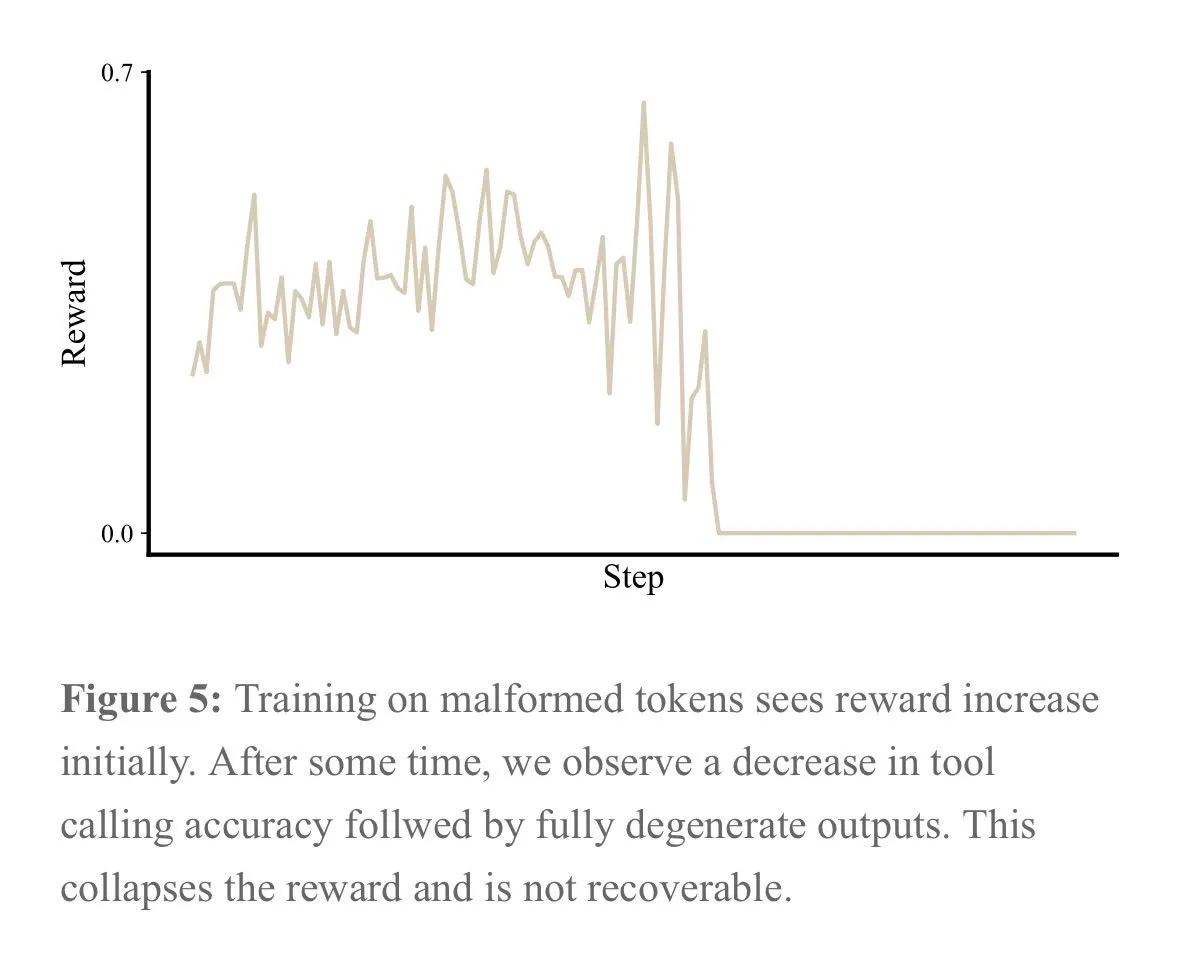 0.7
Reward
0.0
Step
Figure 5: Training on malformed tokens sees reward increase
initially. After some time, we observe a decrease in tool
calling accuracy follwed by fully degenerate outputs. This
collapses the reward and is not recoverable.